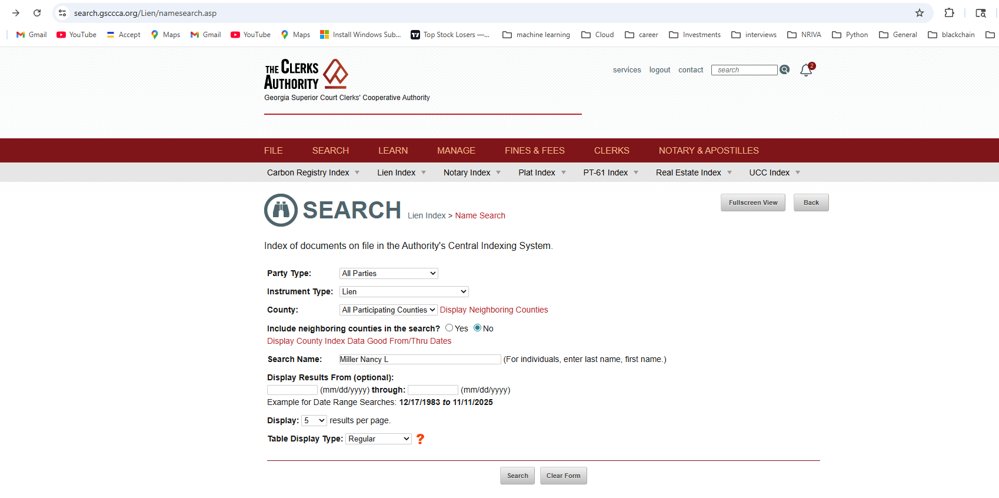 search.gsccca.org/Lien/namesearch.asp
Gmail YouTube Accept Maps Gmail YouTube Maps Install Windows Sub... Top Stock Losers —... machine learning Cloud career Investments interviews NRIVA Python General blackchain
THE CLERKS
AUTHORITY
Georgia Superior Court Clerks' Cooperative Authority
services logout contact search 2
FILE SEARCH LEARN MANAGE FINES & FEES CLERKS NOTARY & APOSTILLES
Carbon Registry Index Lien Index Notary Index Plat Index PT-61 Index Real Estate Index UCC Index
SEARCH Lien Index > Name Search Fullscreen View Back
Index of documents on file in the Authority's Central Indexing System.
Party Type: All Parties
Instrument Type: Lien
County: All Participating Counties Display Neighboring Counties
Include neighboring counties in the search? Yes No
Display County Index Data Good From/Thru Dates
Search Name: Miller Nancy L (For individuals, enter last name, first name.)
Display Results From (optional):
(mm/dd/yyyy) through: (mm/dd/yyyy)
Example for Date Range Searches: 12/17/1983 to 11/11/2025
Display: 5 results per page.
Table Display Type: Regular ?
Search Clear Form